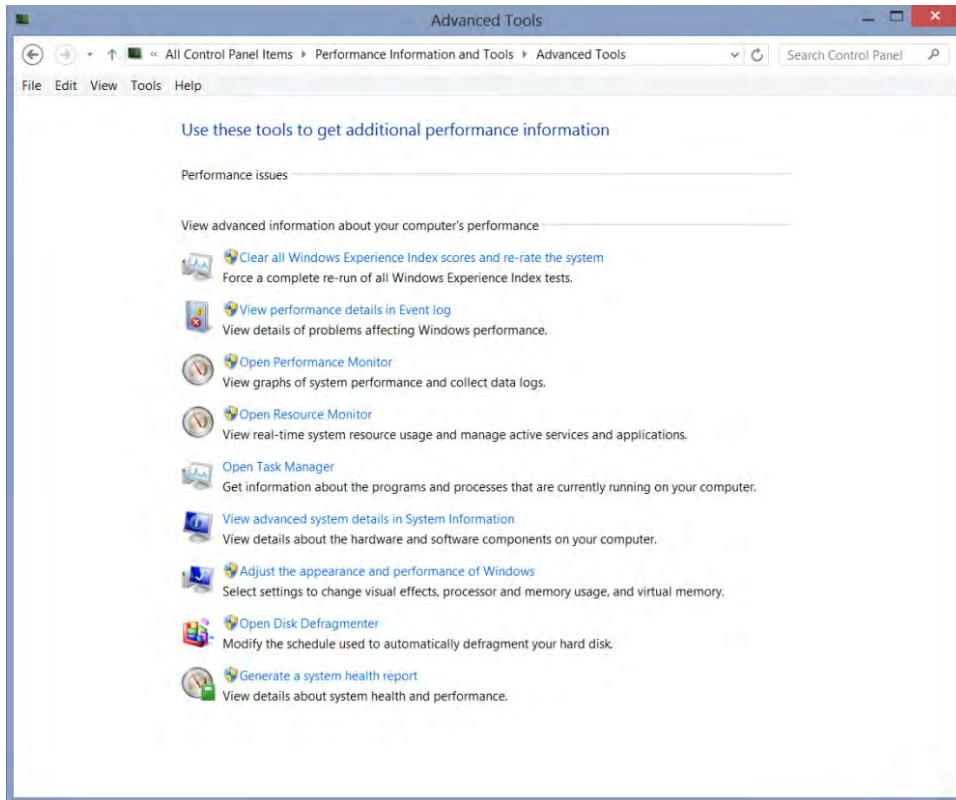 Advanced Tools
« All Control Panel Items ▸ Performance Information and Tools ▸ Advanced Tools
Search Control Panel
File Edit View Tools Help
Use these tools to get additional performance information
Performance issues
View advanced information about your computer's performance
Clear all Windows Experience Index scores and re-rate the system
Force a complete re-run of all Windows Experience Index tests.
View performance details in Event log
View details of problems affecting Windows performance.
Open Performance Monitor
View graphs of system performance and collect data logs.
Open Resource Monitor
View real-time system resource usage and manage active services and applications.
Open Task Manager
Get information about the programs and processes that are currently running on your computer.
View advanced system details in System Information
View details about the hardware and software components on your computer.
Adjust the appearance and performance of Windows
Select settings to change visual effects, processor and memory usage, and virtual memory.
Open Disk Defragmenter
Modify the schedule used to automatically defragment your hard disk.
Generate a system health report
View details about system health and performance.